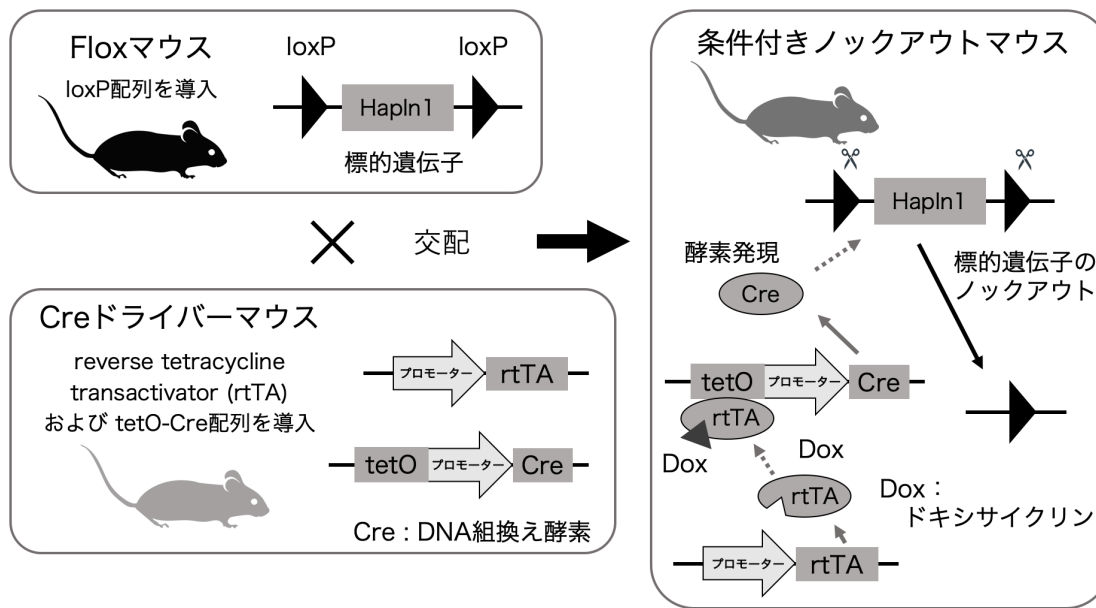 Floxマウス
loxP配列を導入
loxP
loxP
Hapln1
標的遺伝子
交配
Creドライバーマウス
reverse tetracycline
transactivator (rtTA)
および tetO-Cre配列を導入
プロモーター
rtTA
tetO
プロモーター
Cre
Cre : DNA組換え酵素
条件付きノックアウトマウス
Hapln1
酵素発現
Cre
標的遺伝子の
ノックアウト
tetO
プロモーター
Cre
rtTA
Dox
Dox
rtTA
Dox：
ドキシサイクリン
プロモーター
rtTA